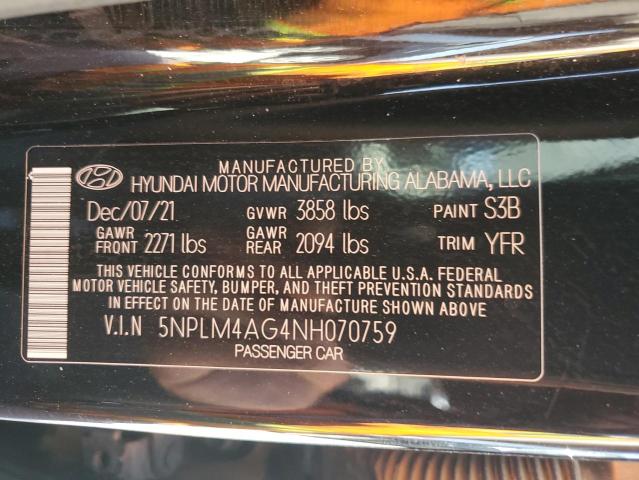 MANUFACTURED BY
HYUNDAI MOTOR MANUFACTURING ALABAMA, LLC
Dec/07/21 GVWR 3858 lbs PAINT S3B
GAWR FRONT 2271 lbs GAWR REAR 2094 lbs TRIM YFR
THIS VEHICLE CONFORMS TO ALL APPLICABLE U.S.A. FEDERAL
MOTOR VEHICLE SAFETY, BUMPER, AND THEFT PREVENTION STANDARDS
IN EFFECT ON THE DATE OF MANUFACTURE SHOWN ABOVE
V.I.N 5NPLM4AG4NH070759
PASSENGER CAR